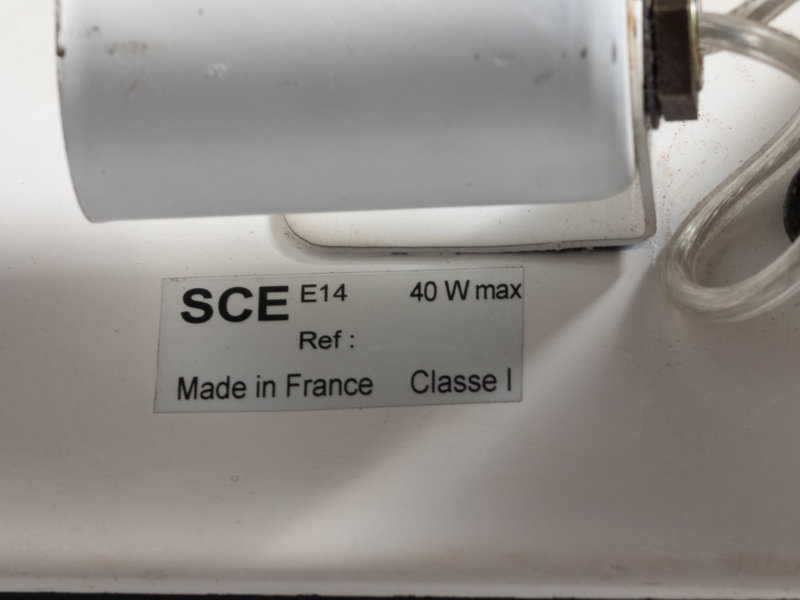 SCE E14 40 W max
Ref :
Made in France Classe I